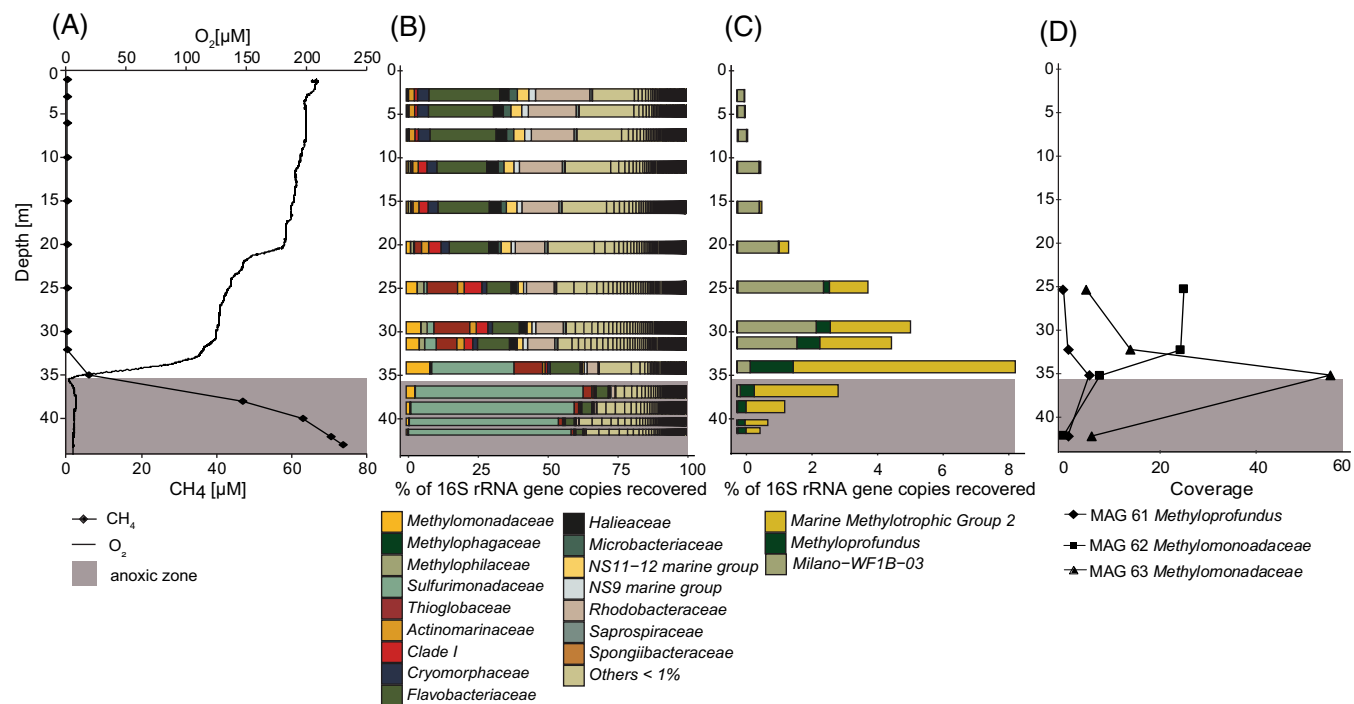 (A)
O₂[µM]
0 50 100 150 200 250
Depth [m]
0
5
10
15
20
25
30
35
40
0 20 40 60 80
CH₄ [µM]
CH₄
O₂
anoxic zone
(B)
0
5
10
15
20
25
30
35
40
0 25 50 75 100
% of 16S rRNA gene copies recovered
Methylomonadaceae
Methylophagaceae
Methylophilaceae
Sulfurimonadaceae
Thioglobaceae
Actinomarinaceae
Clade I
Cryomorphaceae
Flavobacteriaceae
Halieaceae
Microbacteriaceae
NS11−12 marine group
NS9 marine group
Rhodobacteraceae
Saprospiraceae
Spongiibacteraceae
Others < 1%
(C)
0
5
10
15
20
25
30
35
40
0 2 4 6 8
% of 16S rRNA gene copies recovered
Marine Methylotrophic Group 2
Methyloprofundus
Milano−WF1B−03
(D)
0
5
10
15
20
25
30
35
40
0 20 40 60
Coverage
MAG 61 Methyloprofundus
MAG 62 Methylomonoadaceae
MAG 63 Methylomonadaceae